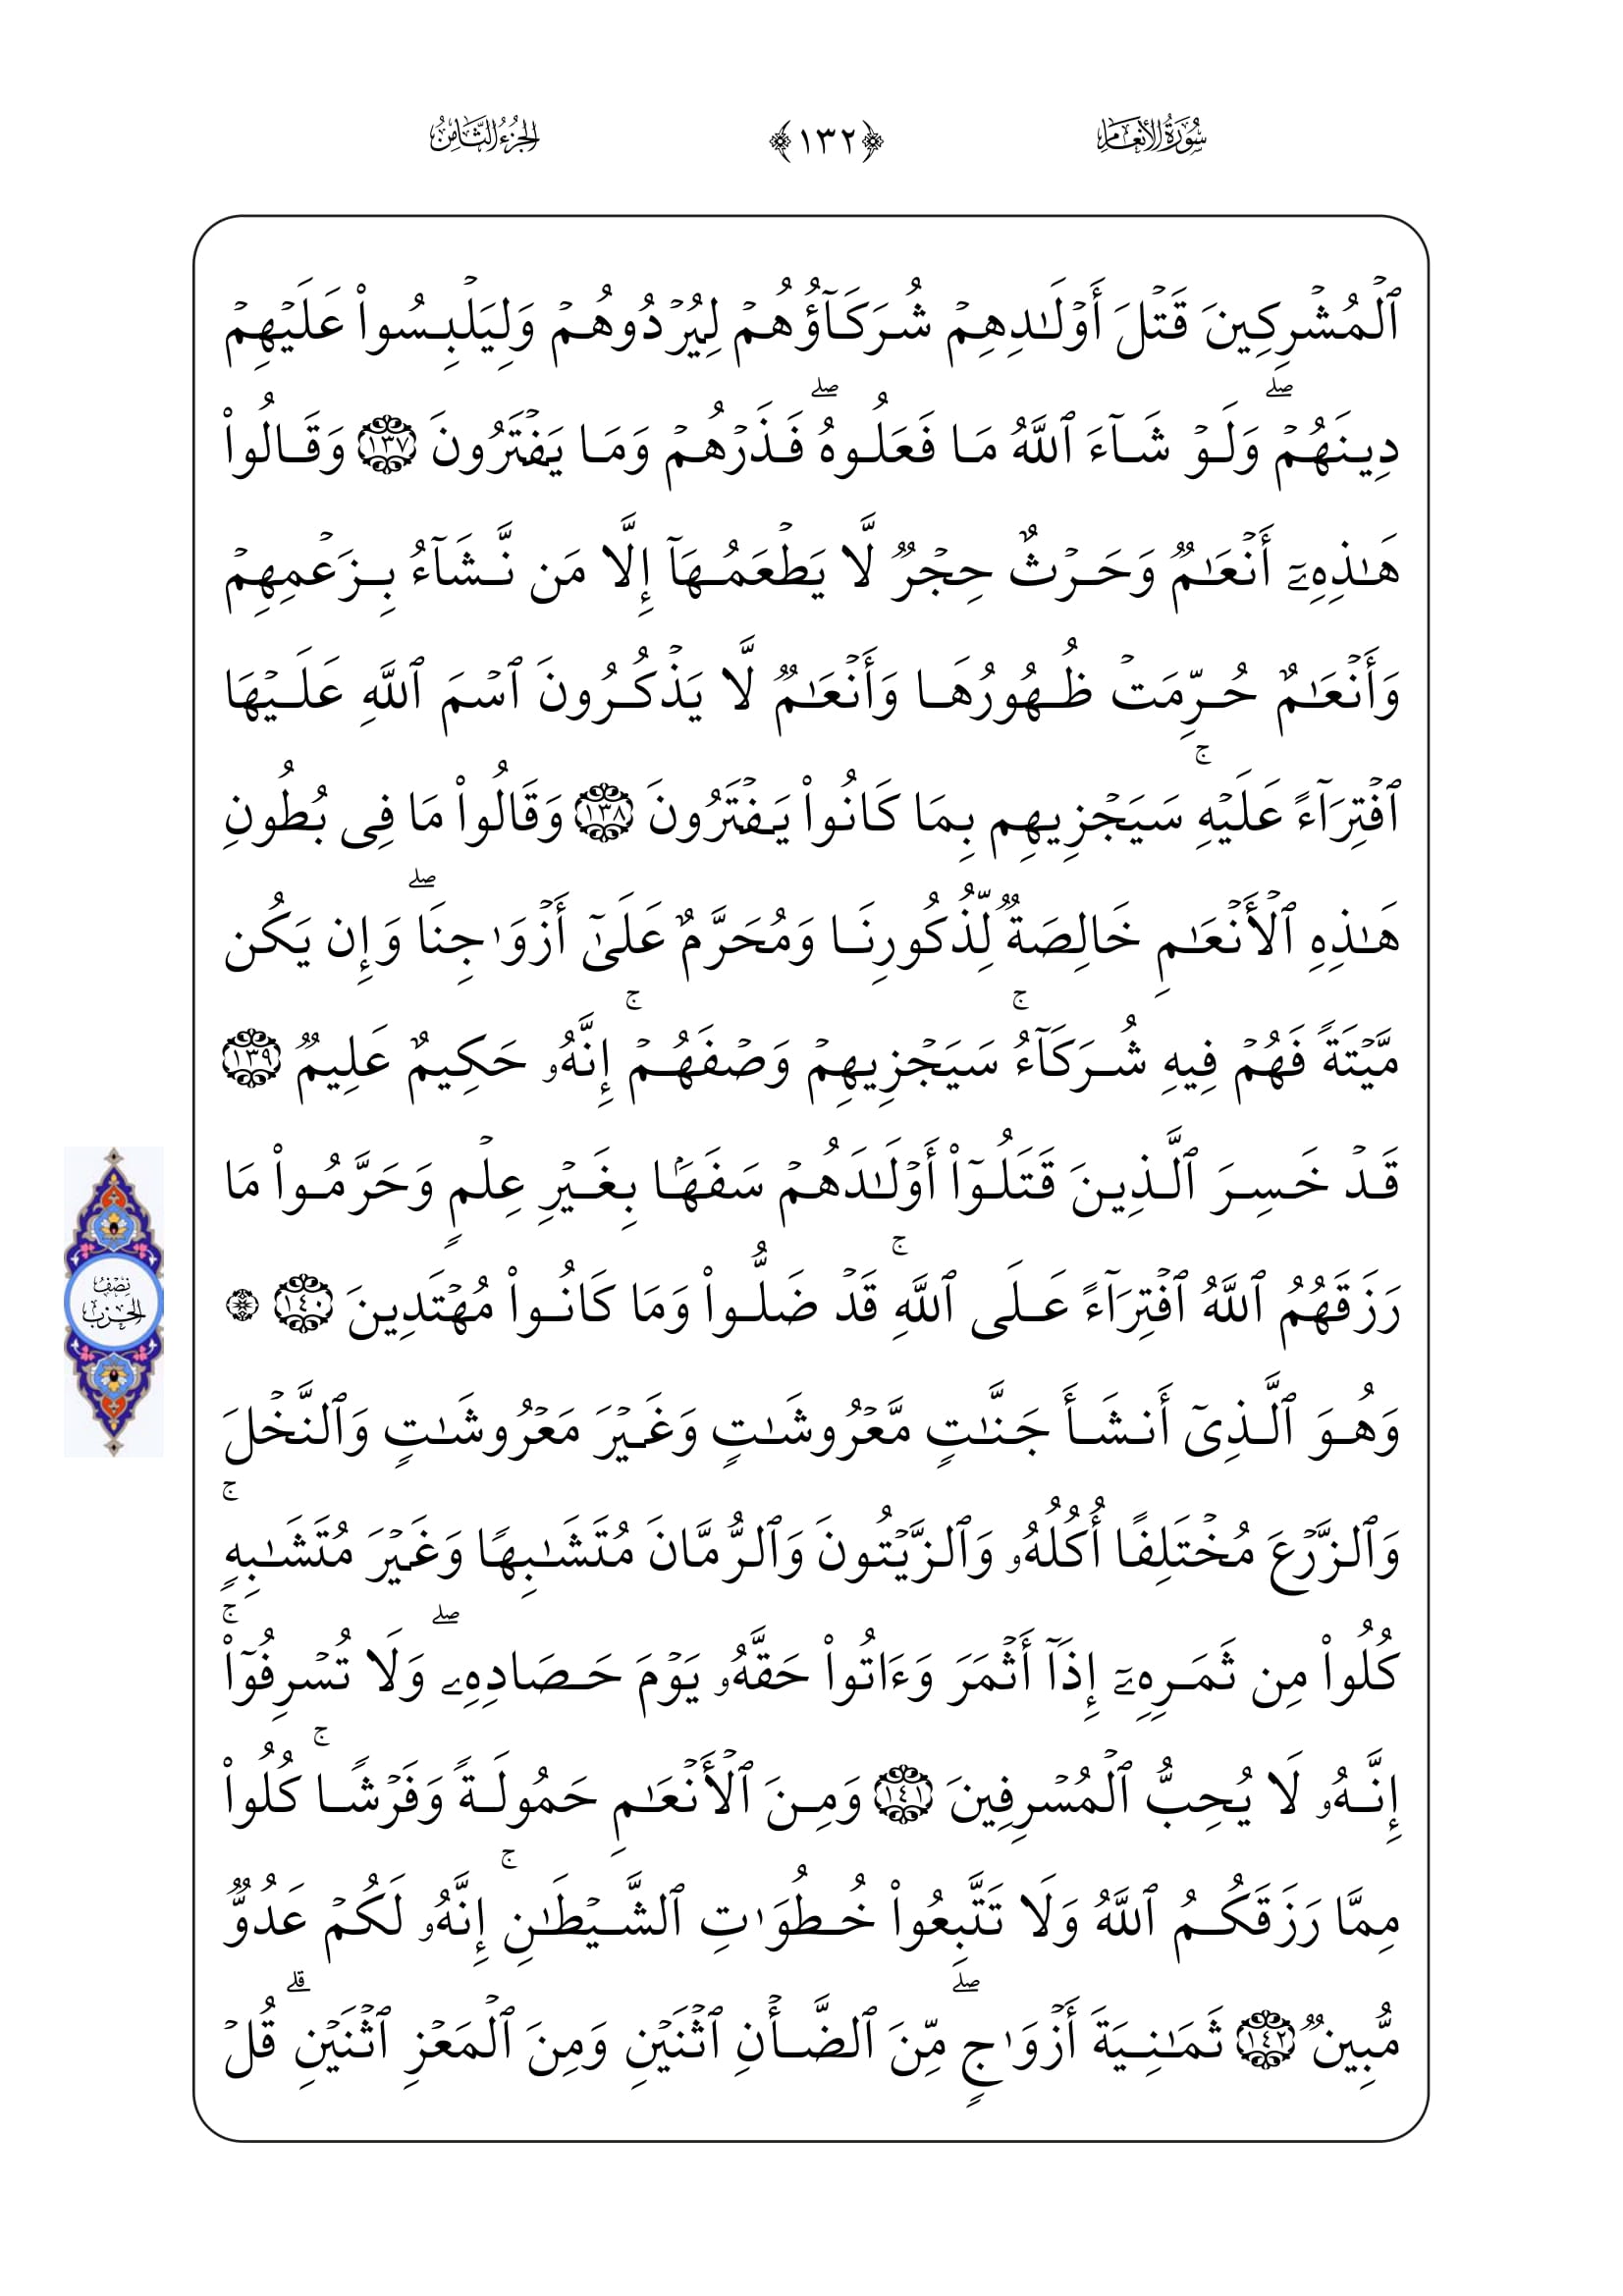 سُورَةُ الأَنْعَامِ ﴿١٣٢﴾ الجُزْءُ الثَّامِنُ
ٱلۡمُشۡرِكِينَ قَتۡلَ أَوۡلَٰدِهِمۡ شُرَكَآؤُهُمۡ لِيُرۡدُوهُمۡ وَلِيَلۡبِسُواْ عَلَيۡهِمۡ
دِينَهُمۡۖ وَلَوۡ شَآءَ ٱللَّهُ مَا فَعَلُوهُۖ فَذَرۡهُمۡ وَمَا يَفۡتَرُونَ ١٣٧ وَقَالُواْ
هَٰذِهِۦٓ أَنۡعَٰمٞ وَحَرۡثٌ حِجۡرٞ لَّا يَطۡعَمُهَآ إِلَّا مَن نَّشَآءُ بِزَعۡمِهِمۡ
وَأَنۡعَٰمٌ حُرِّمَتۡ ظُهُورُهَا وَأَنۡعَٰمٞ لَّا يَذۡكُرُونَ ٱسۡمَ ٱللَّهِ عَلَيۡهَا
ٱفۡتِرَآءً عَلَيۡهِۚ سَيَجۡزِيهِم بِمَا كَانُواْ يَفۡتَرُونَ ١٣٨ وَقَالُواْ مَا فِي بُطُونِ
هَٰذِهِ ٱلۡأَنۡعَٰمِ خَالِصَةٞ لِّذُكُورِنَا وَمُحَرَّمٌ عَلَىٰٓ أَزۡوَٰجِنَاۖ وَإِن يَكُن
مَّيۡتَةٗ فَهُمۡ فِيهِ شُرَكَآءُۚ سَيَجۡزِيهِمۡ وَصۡفَهُمۡۚ إِنَّهُۥ حَكِيمٌ عَلِيمٞ ١٣٩
قَدۡ خَسِرَ ٱلَّذِينَ قَتَلُوٓاْ أَوۡلَٰدَهُمۡ سَفَهَۢا بِغَيۡرِ عِلۡمٖ وَحَرَّمُواْ مَا
رَزَقَهُمُ ٱللَّهُ ٱفۡتِرَآءً عَلَى ٱللَّهِۚ قَدۡ ضَلُّواْ وَمَا كَانُواْ مُهۡتَدِينَ ١٤٠ ۞
نِصْفُ الحِزْبِ
وَهُوَ ٱلَّذِيٓ أَنشَأَ جَنَّٰتٖ مَّعۡرُوشَٰتٖ وَغَيۡرَ مَعۡرُوشَٰتٖ وَٱلنَّخۡلَ
وَٱلزَّرۡعَ مُخۡتَلِفًا أُكُلُهُۥ وَٱلزَّيۡتُونَ وَٱلرُّمَّانَ مُتَشَٰبِهٗا وَغَيۡرَ مُتَشَٰبِهٖۚ
كُلُواْ مِن ثَمَرِهِۦٓ إِذَآ أَثۡمَرَ وَءَاتُواْ حَقَّهُۥ يَوۡمَ حَصَادِهِۦۖ وَلَا تُسۡرِفُوٓاْۚ
إِنَّهُۥ لَا يُحِبُّ ٱلۡمُسۡرِفِينَ ١٤١ وَمِنَ ٱلۡأَنۡعَٰمِ حَمُولَةٗ وَفَرۡشٗاۚ كُلُواْ
مِمَّا رَزَقَكُمُ ٱللَّهُ وَلَا تَتَّبِعُواْ خُطُوَٰتِ ٱلشَّيۡطَٰنِۚ إِنَّهُۥ لَكُمۡ عَدُوّٞ
مُّبِينٞ ١٤٢ ثَمَٰنِيَةَ أَزۡوَٰجٖۖ مِّنَ ٱلضَّأۡنِ ٱثۡنَيۡنِ وَمِنَ ٱلۡمَعۡزِ ٱثۡنَيۡنِۗ قُلۡ